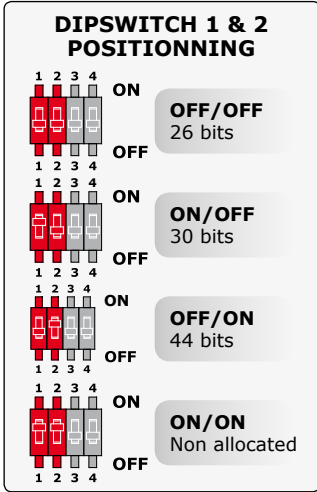 DIPSWITCH 1 & 2
POSITIONNING
1 2 3 4
ON
OFF/OFF
26 bits
OFF
1 2 3 4
1 2 3 4
ON
ON/OFF
30 bits
OFF
1 2 3 4
1 2 3 4
ON
OFF/ON
44 bits
OFF
1 2 3 4
1 2 3 4
ON
ON/ON
Non allocated
OFF
1 2 3 4